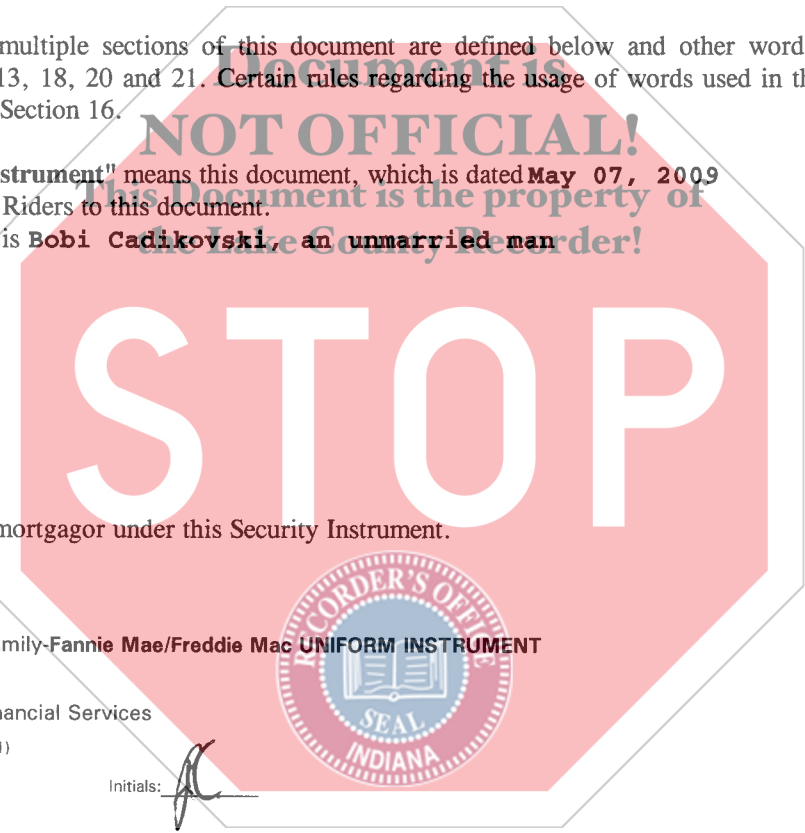 multiple sections of this document are defined below and other word
Document is
13, 18, 20 and 21. Certain rules regarding the usage of words used in th
Section 16.
NOT OFFICIAL!
strument" means this document, which is dated May 07, 2009
This Document is the property of
Riders to this document.
is Bobi Cadikovski, an unmarried man
the Lake County Recorder!
STOP
mortgagor under this Security Instrument.
RECORDER'S OFFICE
mily-Fannie Mae/Freddie Mac UNIFORM INSTRUMENT
nancial Services
SEAL
INDIANA
Initials: